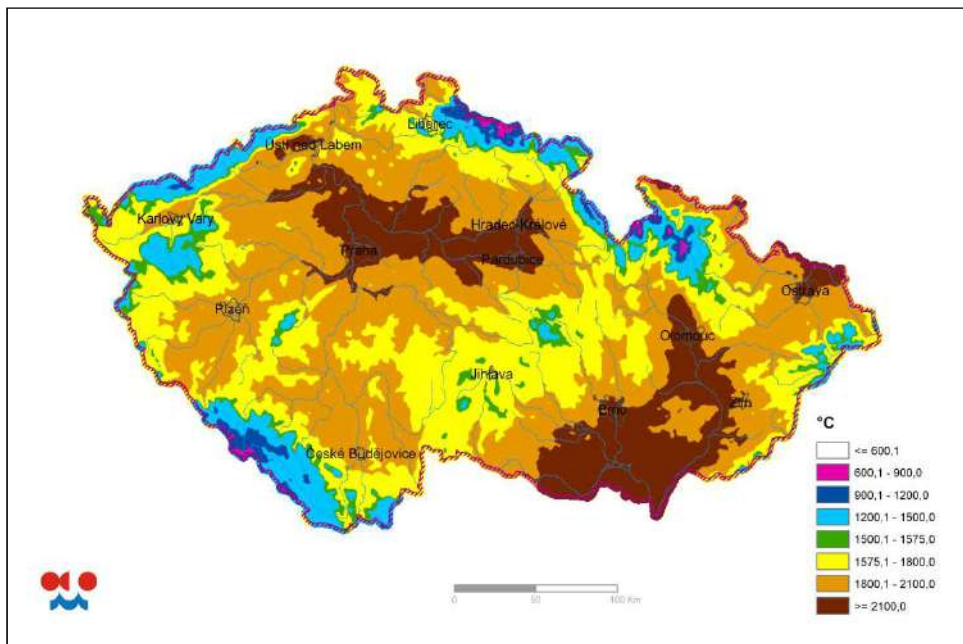 Liberec
Ústí nad Labem
Karlovy Vary
Hradec Králové
Praha
Pardubice
Ostrava
Plzeň
Olomouc
Jihlava
Brno
Zlín
České Budějovice
°C
<= 600,1
600,1 - 900,0
900,1 - 1200,0
1200,1 - 1500,0
1500,1 - 1575,0
1575,1 - 1800,0
1800,1 - 2100,0
>= 2100,0
0 50 100 Km